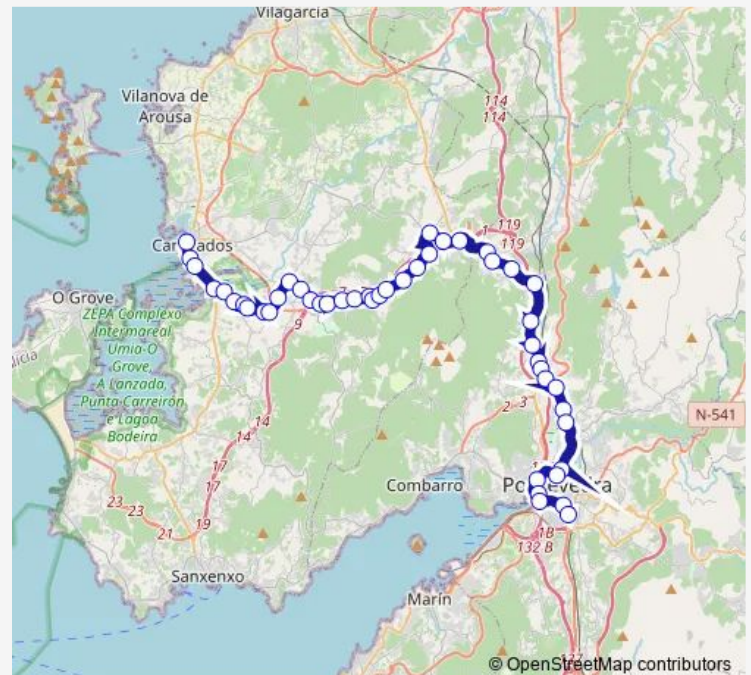 Vilagarcía
Vilanova de
Arousa
114
114
119
119
1
O Grove
ZEPA Complexo
Intermareal
Umia-O
Grove,
A Lanzada,
Punta Carreirón
e Lagoa
Bodeira
9
14
14
17
17
19
23
23
21
2
3
N-541
Combarro
Pontevedra
1B
132 B
Sanxenxo
Marín
© OpenStreetMap contributors